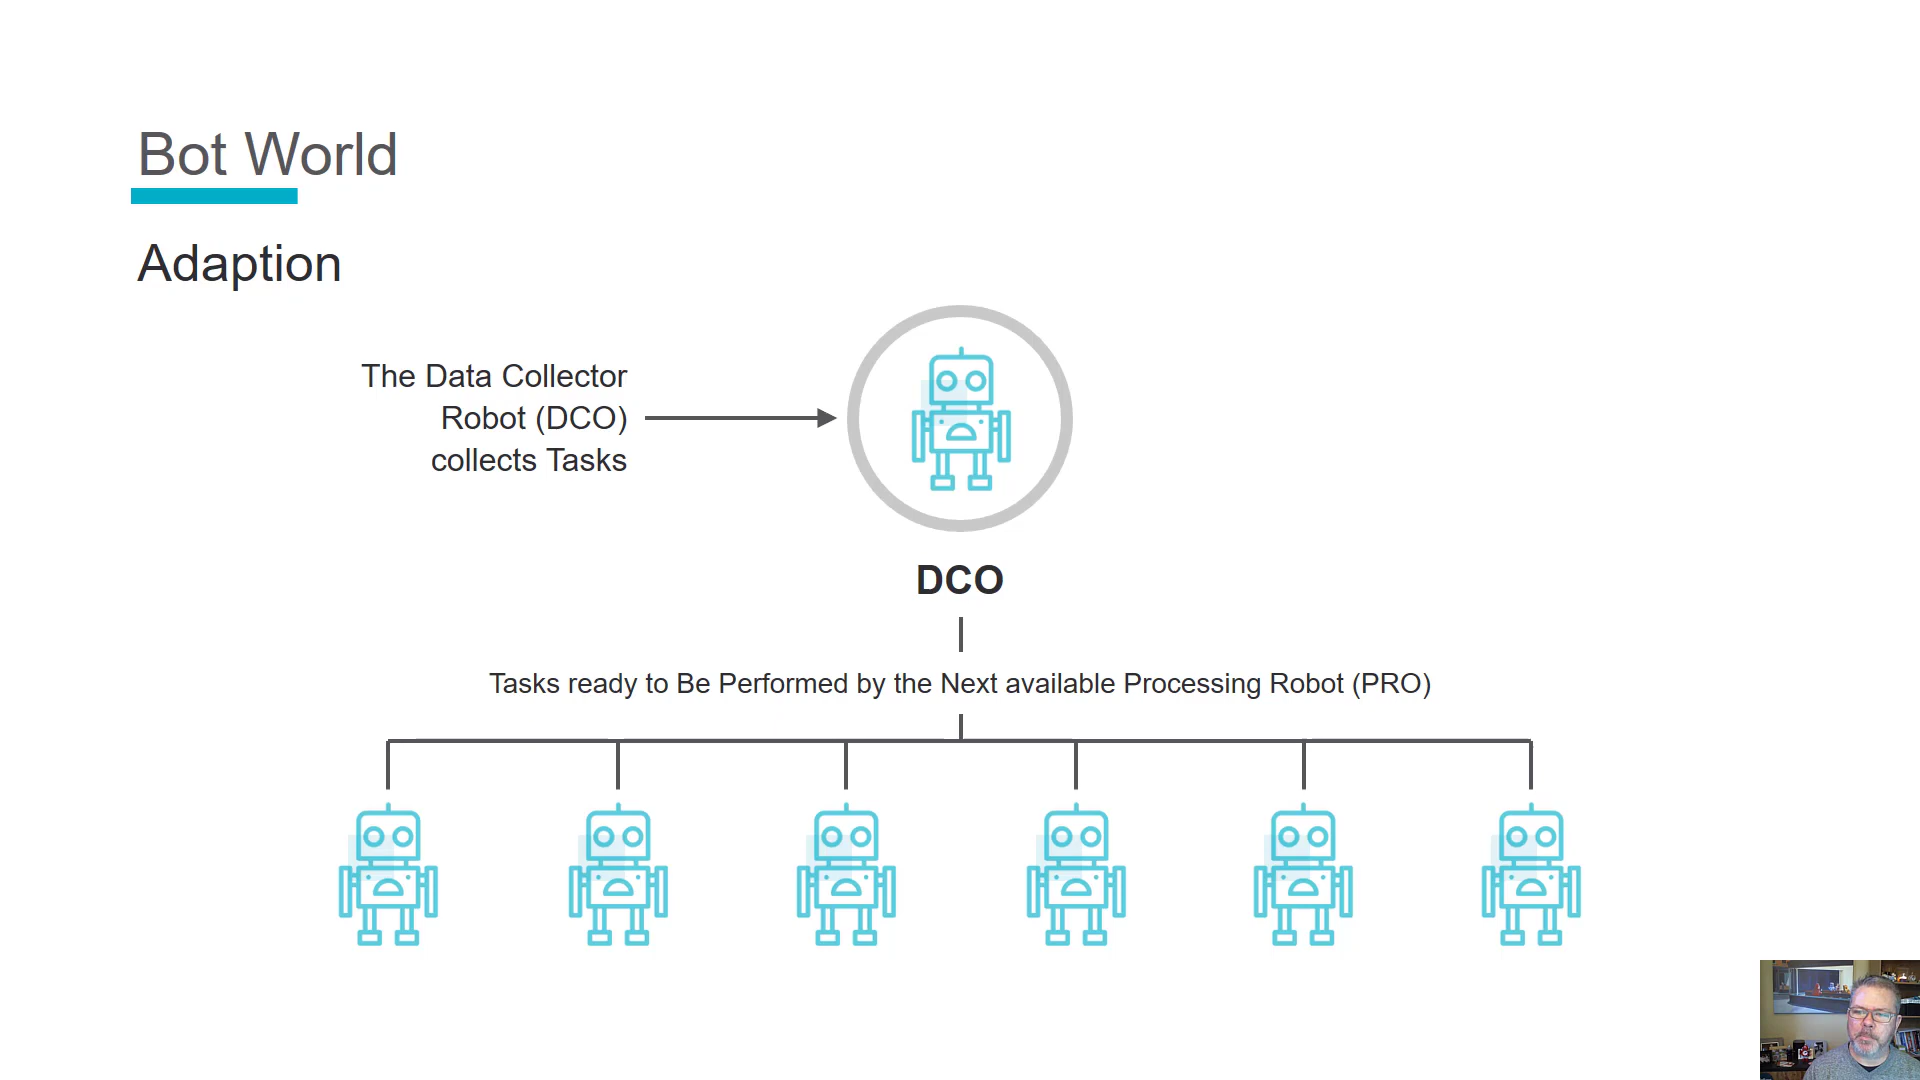 Bot World
Adaption
The Data Collector
Robot (DCO)
collects Tasks
DCO
Tasks ready to Be Performed by the Next available Processing Robot (PRO)